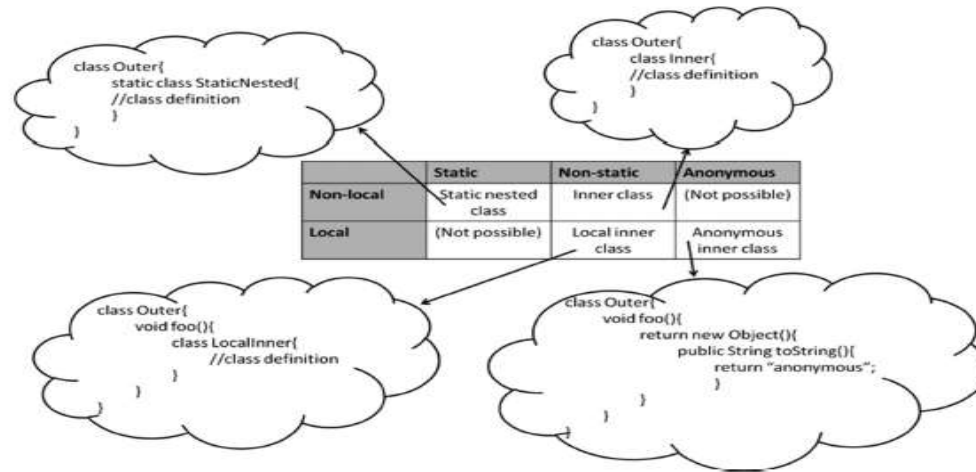 class Outer{
static class StaticNested{
//class definition
}
}
class Outer{
class Inner{
//class definition
}
}
Static Non-static Anonymous
Non-local Static nested class Inner class (Not possible)
Local (Not possible) Local inner class Anonymous inner class
class Outer{
void foo(){
class LocalInner{
//class definition
}
}
}
class Outer{
void foo(){
return new Object(){
public String toString(){
return “anonymous”;
}
}
}
}